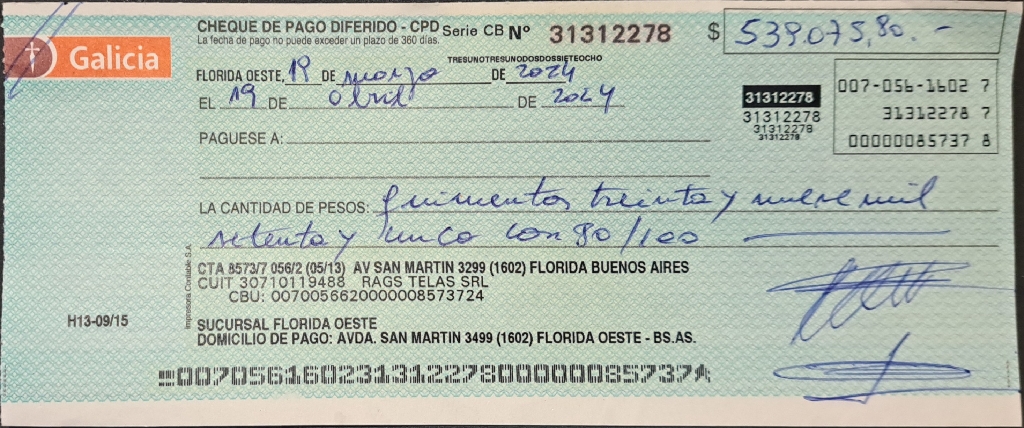 Galicia
CHEQUE DE PAGO DIFERIDO - CPD Serie CB Nº 31312278 $ 539.075,80.-
La fecha de pago no puede exceder un plazo de 360 días.
TRESUNOTRESUNODOSDOSSIETEOCHO
FLORIDA OESTE, 19 DE marzo DE 2024
EL 19 DE Abril DE 2024
007-056-1602 7
31312278
31312278 7
31312278
31312278
31312278
00000085737 8
PAGUESE A:
LA CANTIDAD DE PESOS: quinientos treinta y nueve mil
setenta y cinco con 80/100
CTA 8573/7 056/2 (05/13) AV SAN MARTIN 3299 (1602) FLORIDA BUENOS AIRES
CUIT 30710119488 RAGS TELAS SRL
CBU: 0070056620000008573724
Impresora Contable S.A.
H13-09/15
SUCURSAL FLORIDA OESTE
DOMICILIO DE PAGO: AVDA. SAN MARTIN 3499 (1602) FLORIDA OESTE - BS.AS.
00705616023131227800000085737